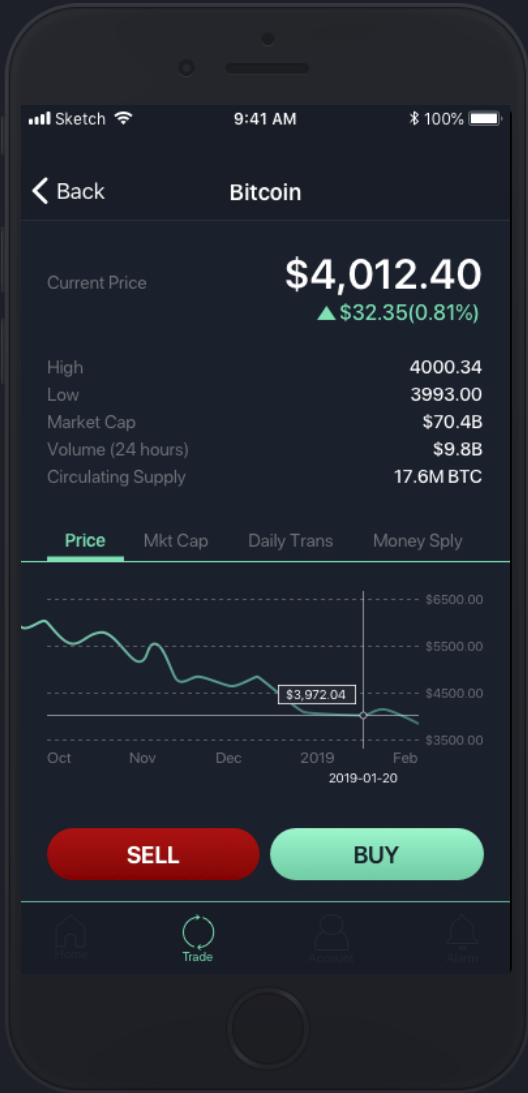 Sketch 9:41 AM 100%
Back Bitcoin
Current Price $4,012.40
▲$32.35(0.81%)
High 4000.34
Low 3993.00
Market Cap $70.4B
Volume (24 hours) $9.8B
Circulating Supply 17.6M BTC
Price Mkt Cap Daily Trans Money Sply
$6500.00
$5500.00
$4500.00
$3,972.04
$3500.00
Oct Nov Dec 2019 Feb
2019-01-20
SELL BUY
Home Trade Account Alarm